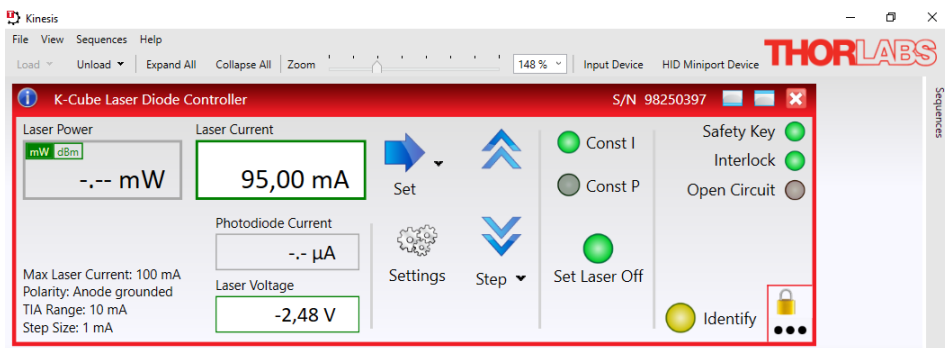 Kinesis
File View Sequences Help
Load Unload Expand All Collapse All Zoom 148 % Input Device HID Miniport Device
THORLABS
K-Cube Laser Diode Controller S/N 98250397
Sequences
Laser Power
mW dBm
-.-- mW
Laser Current
95,00 mA
Set
Const I
Const P
Safety Key
Interlock
Open Circuit
Photodiode Current
-.- µA
Settings
Step
Set Laser Off
Laser Voltage
-2,48 V
Max Laser Current: 100 mA
Polarity: Anode grounded
TIA Range: 10 mA
Step Size: 1 mA
Identify